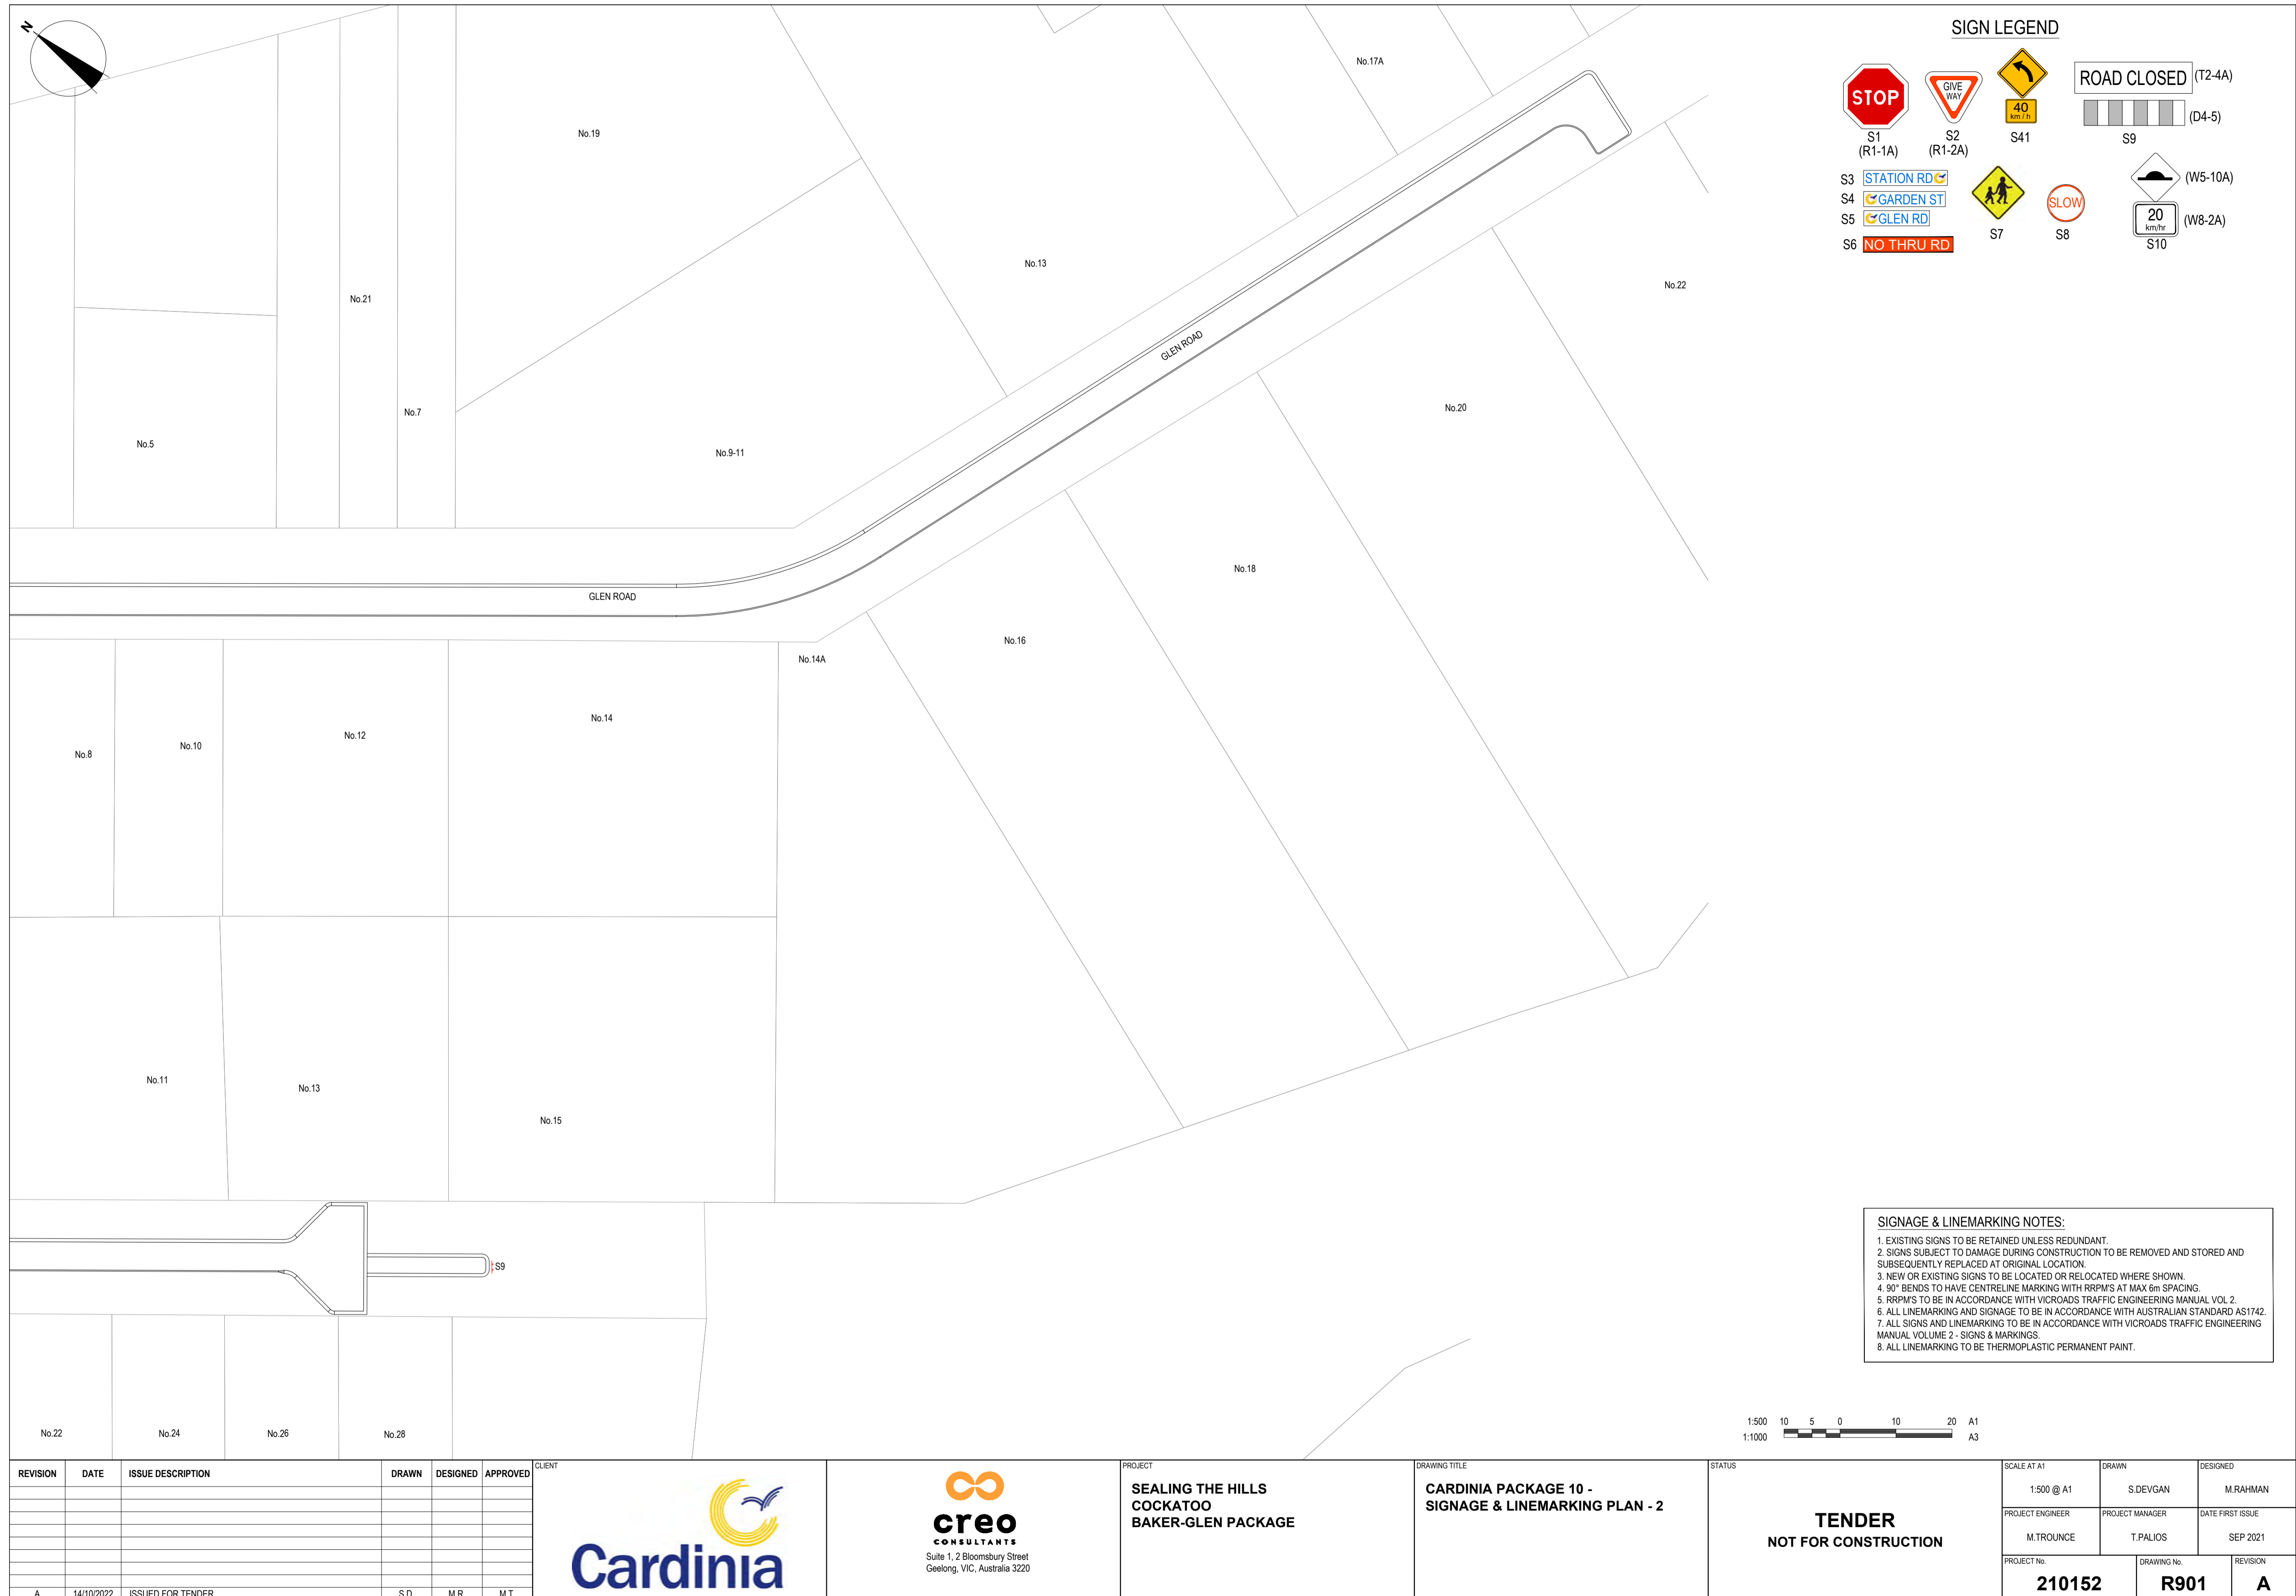 N
No.17A
No.19
No.13
No.22
No.21
GLEN ROAD
No.7
No.20
No.5
No.9-11
No.18
GLEN ROAD
No.16
No.14A
No.14
No.12
No.10
No.8
No.11
No.13
No.15
S9
No.22
No.24
No.26
No.28
SIGN LEGEND
STOP
S1
(R1-1A)
GIVE
WAY
S2
(R1-2A)
40
km / h
S41
ROAD CLOSED (T2-4A)
(D4-5)
S9
S3 STATION RD
S4 GARDEN ST
S5 GLEN RD
S6 NO THRU RD
S7
SLOW
S8
(W5-10A)
20
km/hr
(W8-2A)
S10
SIGNAGE & LINEMARKING NOTES:
1. EXISTING SIGNS TO BE RETAINED UNLESS REDUNDANT.
2. SIGNS SUBJECT TO DAMAGE DURING CONSTRUCTION TO BE REMOVED AND STORED AND
SUBSEQUENTLY REPLACED AT ORIGINAL LOCATION.
3. NEW OR EXISTING SIGNS TO BE LOCATED OR RELOCATED WHERE SHOWN.
4. 90° BENDS TO HAVE CENTRELINE MARKING WITH RRPM'S AT MAX 6m SPACING.
5. RRPM'S TO BE IN ACCORDANCE WITH VICROADS TRAFFIC ENGINEERING MANUAL VOL 2.
6. ALL LINEMARKING AND SIGNAGE TO BE IN ACCORDANCE WITH AUSTRALIAN STANDARD AS1742.
7. ALL SIGNS AND LINEMARKING TO BE IN ACCORDANCE WITH VICROADS TRAFFIC ENGINEERING
MANUAL VOLUME 2 - SIGNS & MARKINGS.
8. ALL LINEMARKING TO BE THERMOPLASTIC PERMANENT PAINT.
1:500 10 5 0 10 20 A1
1:1000 A3
REVISION DATE ISSUE DESCRIPTION DRAWN DESIGNED APPROVED
A 14/10/2022 ISSUED FOR TENDER S.D M.R M.T
CLIENT
Cardinia
creo
CONSULTANTS
Suite 1, 2 Bloomsbury Street
Geelong, VIC, Australia 3220
PROJECT
SEALING THE HILLS
COCKATOO
BAKER-GLEN PACKAGE
DRAWING TITLE
CARDINIA PACKAGE 10 -
SIGNAGE & LINEMARKING PLAN - 2
STATUS
TENDER
NOT FOR CONSTRUCTION
SCALE AT A1
1:500 @ A1
DRAWN
S.DEVGAN
DESIGNED
M.RAHMAN
PROJECT ENGINEER
M.TROUNCE
PROJECT MANAGER
T.PALIOS
DATE FIRST ISSUE
SEP 2021
PROJECT No.
210152
DRAWING No.
R901
REVISION
A